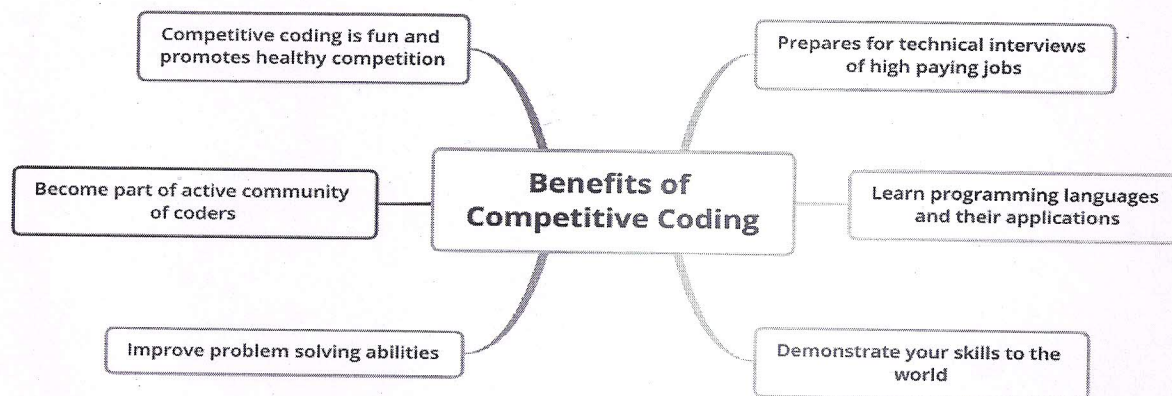 Competitive coding is fun and
promotes healthy competition
Prepares for technical interviews
of high paying jobs
Become part of active community
of coders
Benefits of
Competitive Coding
Learn programming languages
and their applications
Improve problem solving abilities
Demonstrate your skills to the
world